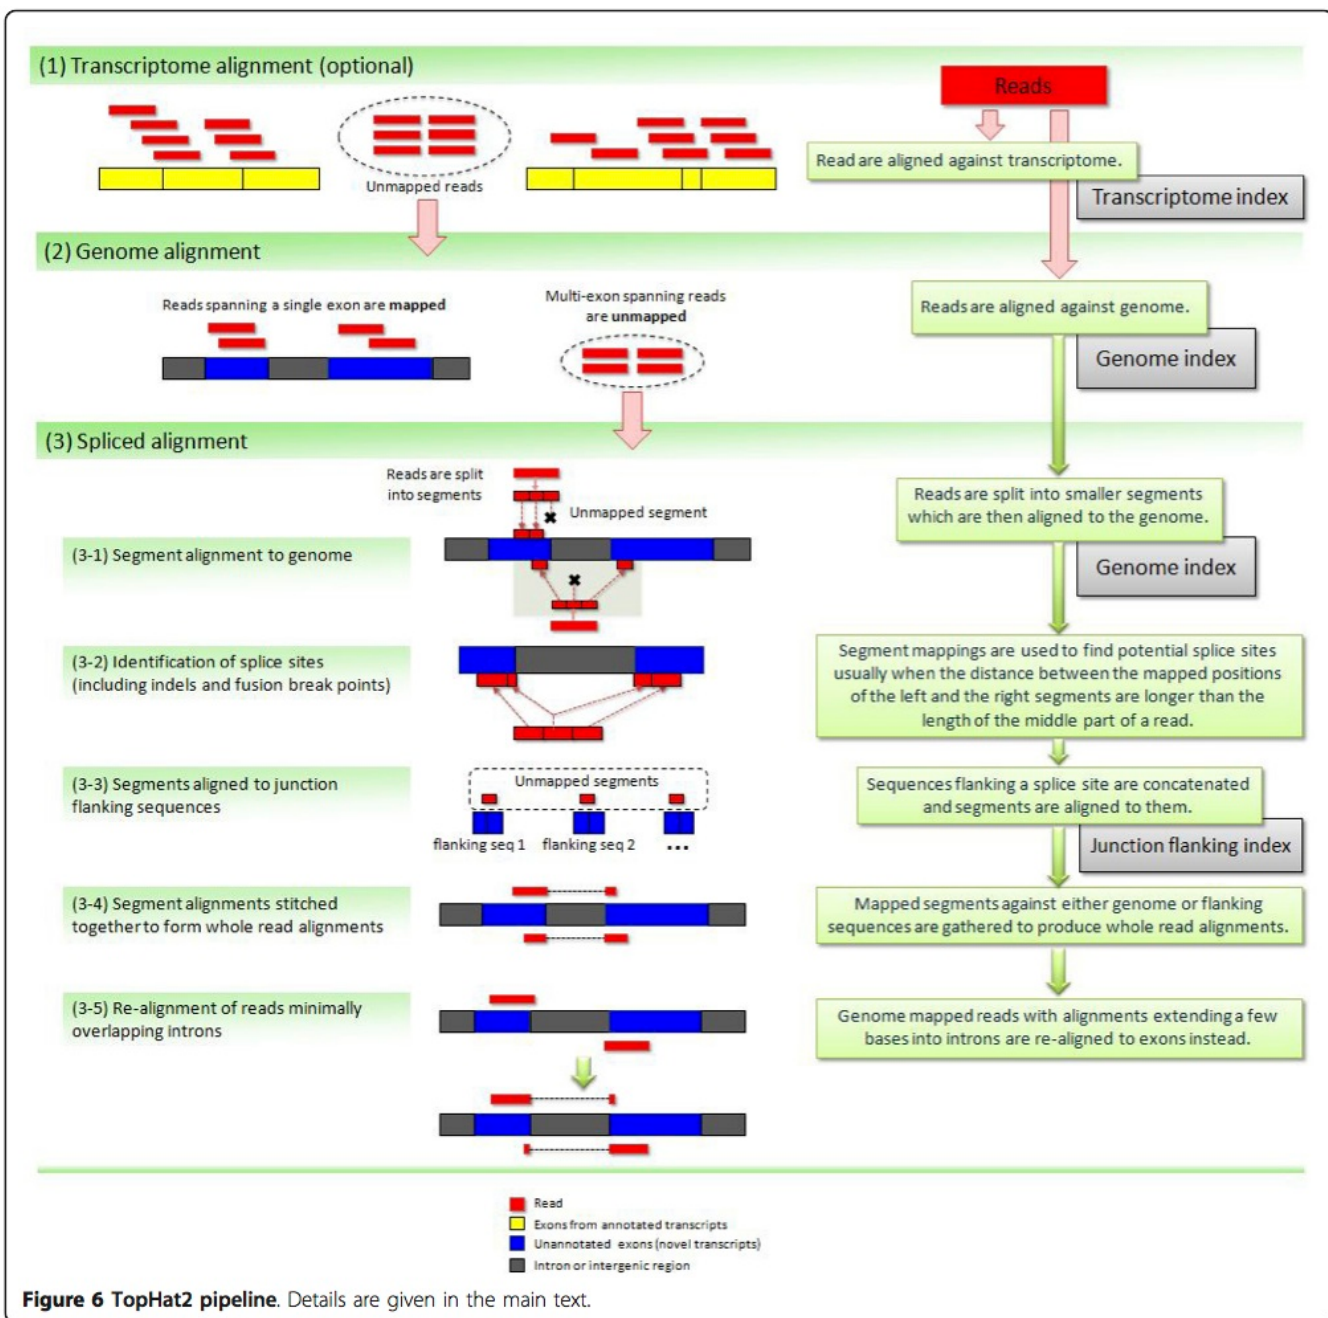 (1) Transcriptome alignment (optional)
Reads
Unmapped reads
Read are aligned against transcriptome.
Transcriptome index
(2) Genome alignment
Reads spanning a single exon are mapped
Multi-exon spanning reads
are unmapped
Reads are aligned against genome.
Genome index
(3) Spliced alignment
Reads are split
into segments
Unmapped segment
Reads are split into smaller segments
which are then aligned to the genome.
(3-1) Segment alignment to genome
Genome index
(3-2) Identification of splice sites
(including indels and fusion break points)
Segment mappings are used to find potential splice sites
usually when the distance between the mapped positions
of the left and the right segments are longer than the
length of the middle part of a read.
(3-3) Segments aligned to junction
flanking sequences
Unmapped segments
flanking seq 1
flanking seq 2
...
Sequences flanking a splice site are concatenated
and segments are aligned to them.
Junction flanking index
(3-4) Segment alignments stitched
together to form whole read alignments
Mapped segments against either genome or flanking
sequences are gathered to produce whole read alignments.
(3-5) Re-alignment of reads minimally
overlapping introns
Genome mapped reads with alignments extending a few
bases into introns are re-aligned to exons instead.
Read
Exons from annotated transcripts
Unannotated exons (novel transcripts)
Intron or intergenic region
Figure 6 TopHat2 pipeline. Details are given in the main text.